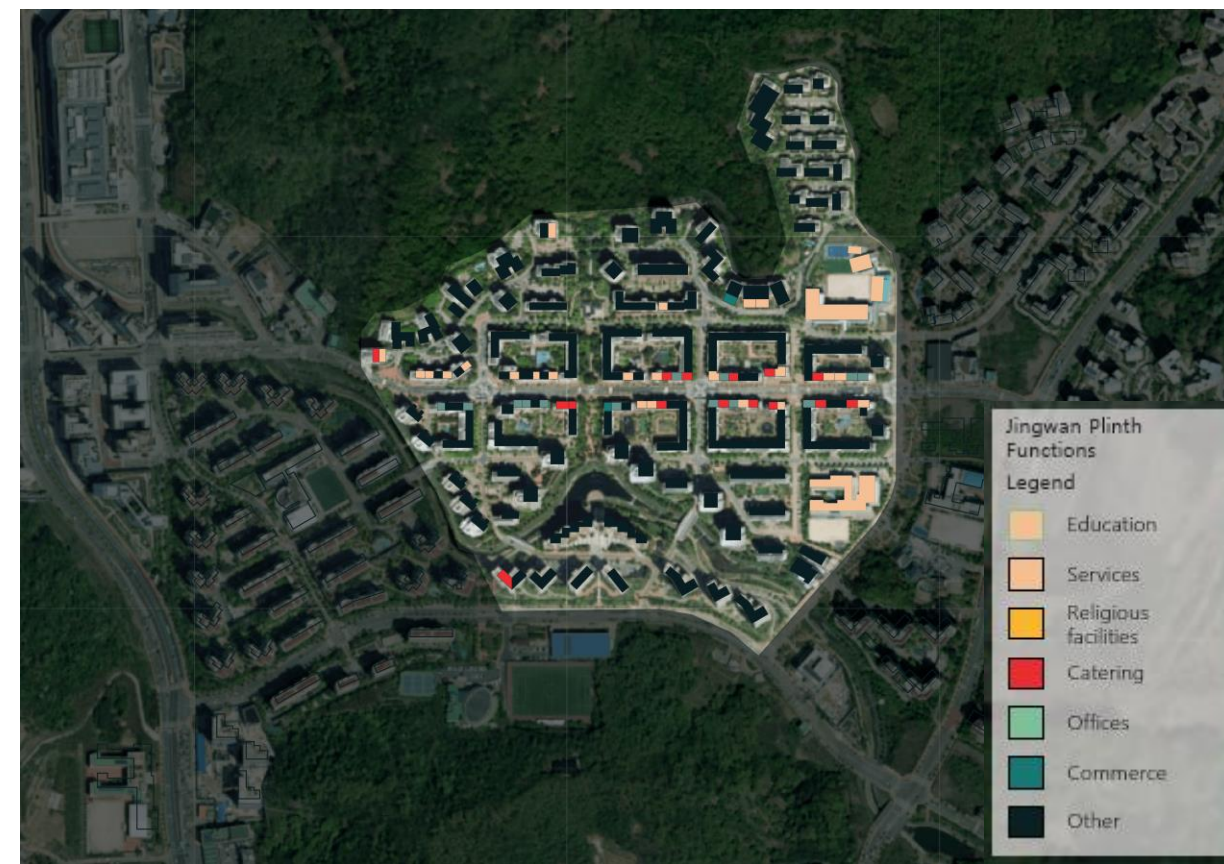 Jingwan Plinth
Functions
Legend
Education
Services
Religious
facilities
Catering
Offices
Commerce
Other